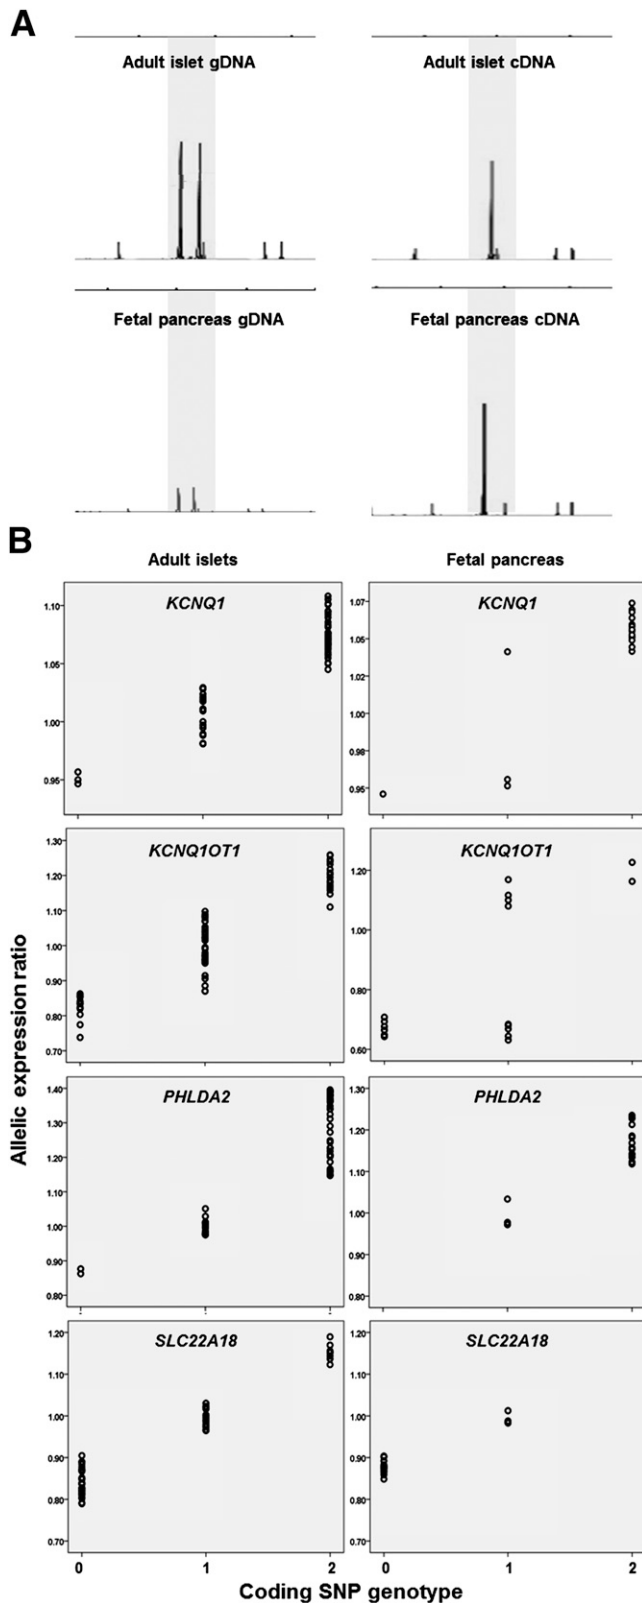 A
Adult islet gDNA
Adult islet cDNA
Fetal pancreas gDNA
Fetal pancreas cDNA
B
Adult islets
Fetal pancreas
KCNQ1
1.10
1.05
1.00
0.95
KCNQ1
1.07
1.05
1.02
1.00
0.98
0.95
KCNQ1OT1
1.30
1.20
1.10
1.00
0.90
0.80
0.70
KCNQ1OT1
1.20
1.00
0.80
0.60
Allelic expression ratio
PHLDA2
1.40
1.30
1.20
1.10
1.00
0.90
0.80
PHLDA2
1.30
1.20
1.10
1.00
0.90
0.80
SLC22A18
1.20
1.10
1.00
0.90
0.80
0.70
SLC22A18
1.20
1.10
1.00
0.90
0.80
0.70
0 1 2
0 1 2
Coding SNP genotype